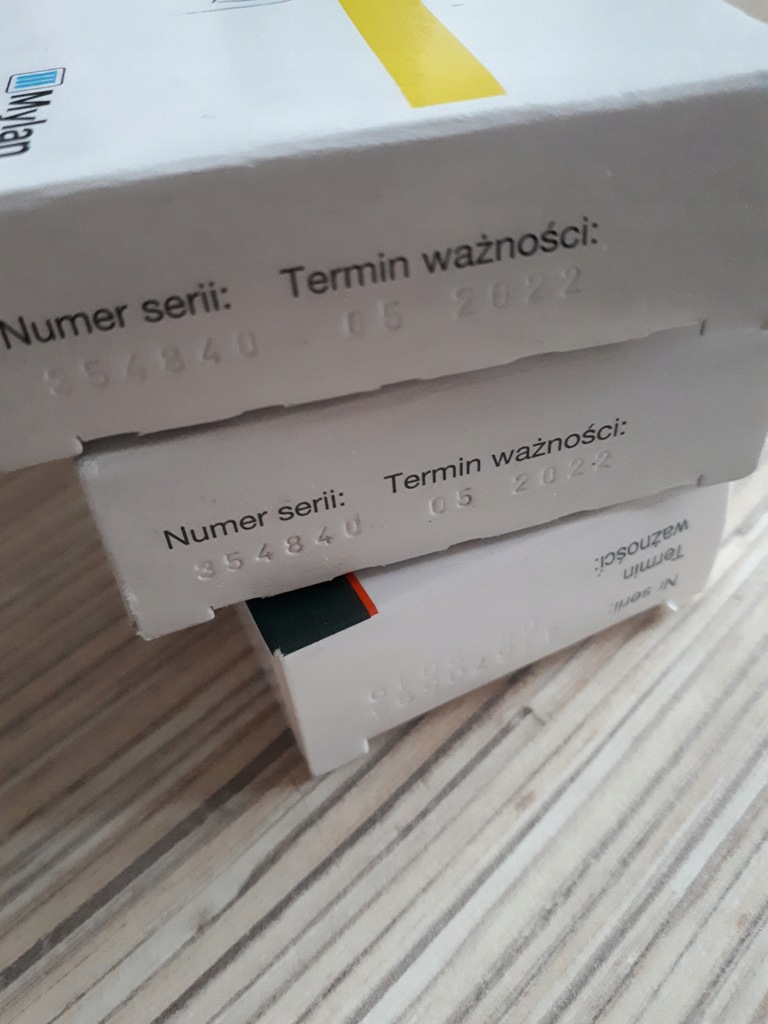 Mylan
Numer serii: Termin ważności:
354840 05 2022
Numer serii: Termin ważności:
354840 05 2022
Nr serii:
Termin
ważności: